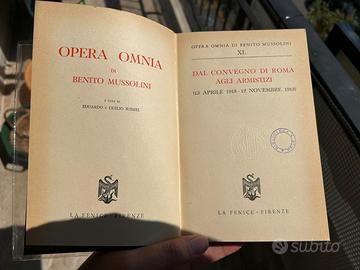 OPERA OMNIA
DI
BENITO MUSSOLINI
A CURA DI
EDOARDO e DUILIO SUSMEL
LA FENICE - FIRENZE
OPERA OMNIA DI BENITO MUSSOLINI
XI.
DAL CONVEGNO DI ROMA
AGLI ARMISTIZI
(13 APRILE 1918 - 12 NOVEMBRE 1918)
LA FENICE - FIRENZE
subito